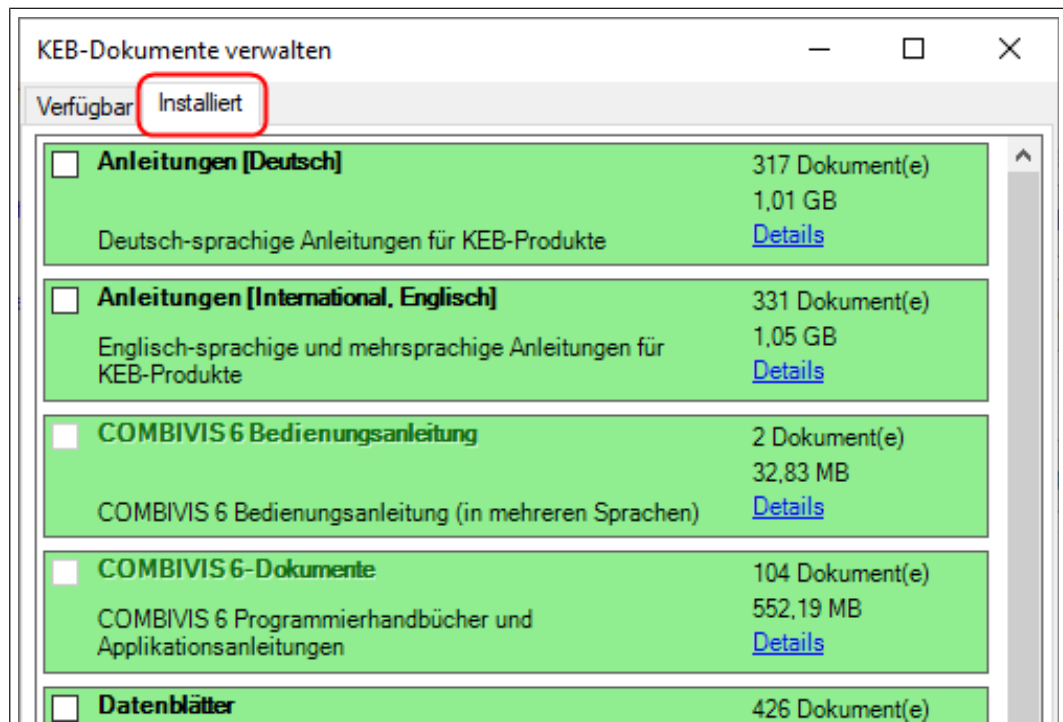 KEB-Dokumente verwalten
Verfügbar
Installiert
Anleitungen [Deutsch]
317 Dokument(e)
1,01 GB
Deutsch-sprachige Anleitungen für KEB-Produkte
Details
Anleitungen [International, Englisch]
331 Dokument(e)
1,05 GB
Englisch-sprachige und mehrsprachige Anleitungen für
KEB-Produkte
Details
COMBIVIS 6 Bedienungsanleitung
2 Dokument(e)
32,83 MB
COMBIVIS 6 Bedienungsanleitung (in mehreren Sprachen)
Details
COMBIVIS 6-Dokumente
104 Dokument(e)
552,19 MB
COMBIVIS 6 Programmierhandbücher und
Applikationsanleitungen
Details
Datenblätter
426 Dokument(e)